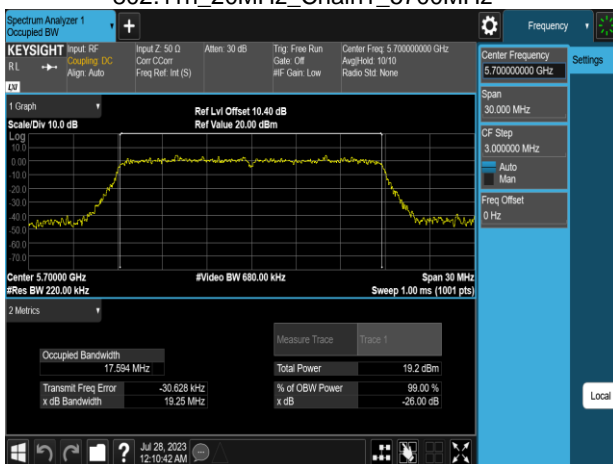 Spectrum Analyzer 1
Occupied BW
+
Frequency
KEYSIGHT
R L
LXI
Input: RF
Coupling: DC
Align: Auto
Input Z: 50 Ω
Corr CCorr
Freq Ref: Int (S)
Atten: 30 dB
Trig: Free Run
Gate: Off
#IF Gain: Low
Center Freq: 5.700000000 GHz
Avg|Hold: 10/10
Radio Std: None
Center Frequency
5.700000000 GHz
Settings
Span
30.000 MHz
CF Step
3.000000 MHz
Auto
Man
Freq Offset
0 Hz
Local
1 Graph
Scale/Div 10.0 dB
Ref Lvl Offset 10.40 dB
Ref Value 20.00 dBm
Log
10.0
0.00
-10.0
-20.0
-30.0
-40.0
-50.0
-60.0
-70.0
Center 5.70000 GHz
#Video BW 680.00 kHz
Span 30 MHz
#Res BW 220.00 kHz
Sweep 1.00 ms (1001 pts)
2 Metrics
Measure Trace
Trace 1
Occupied Bandwidth
17.594 MHz
Total Power
19.2 dBm
Transmit Freq Error
-30.628 kHz
% of OBW Power
99.00 %
x dB Bandwidth
19.25 MHz
x dB
-26.00 dB
?
Jul 28, 2023
12:10:42 AM